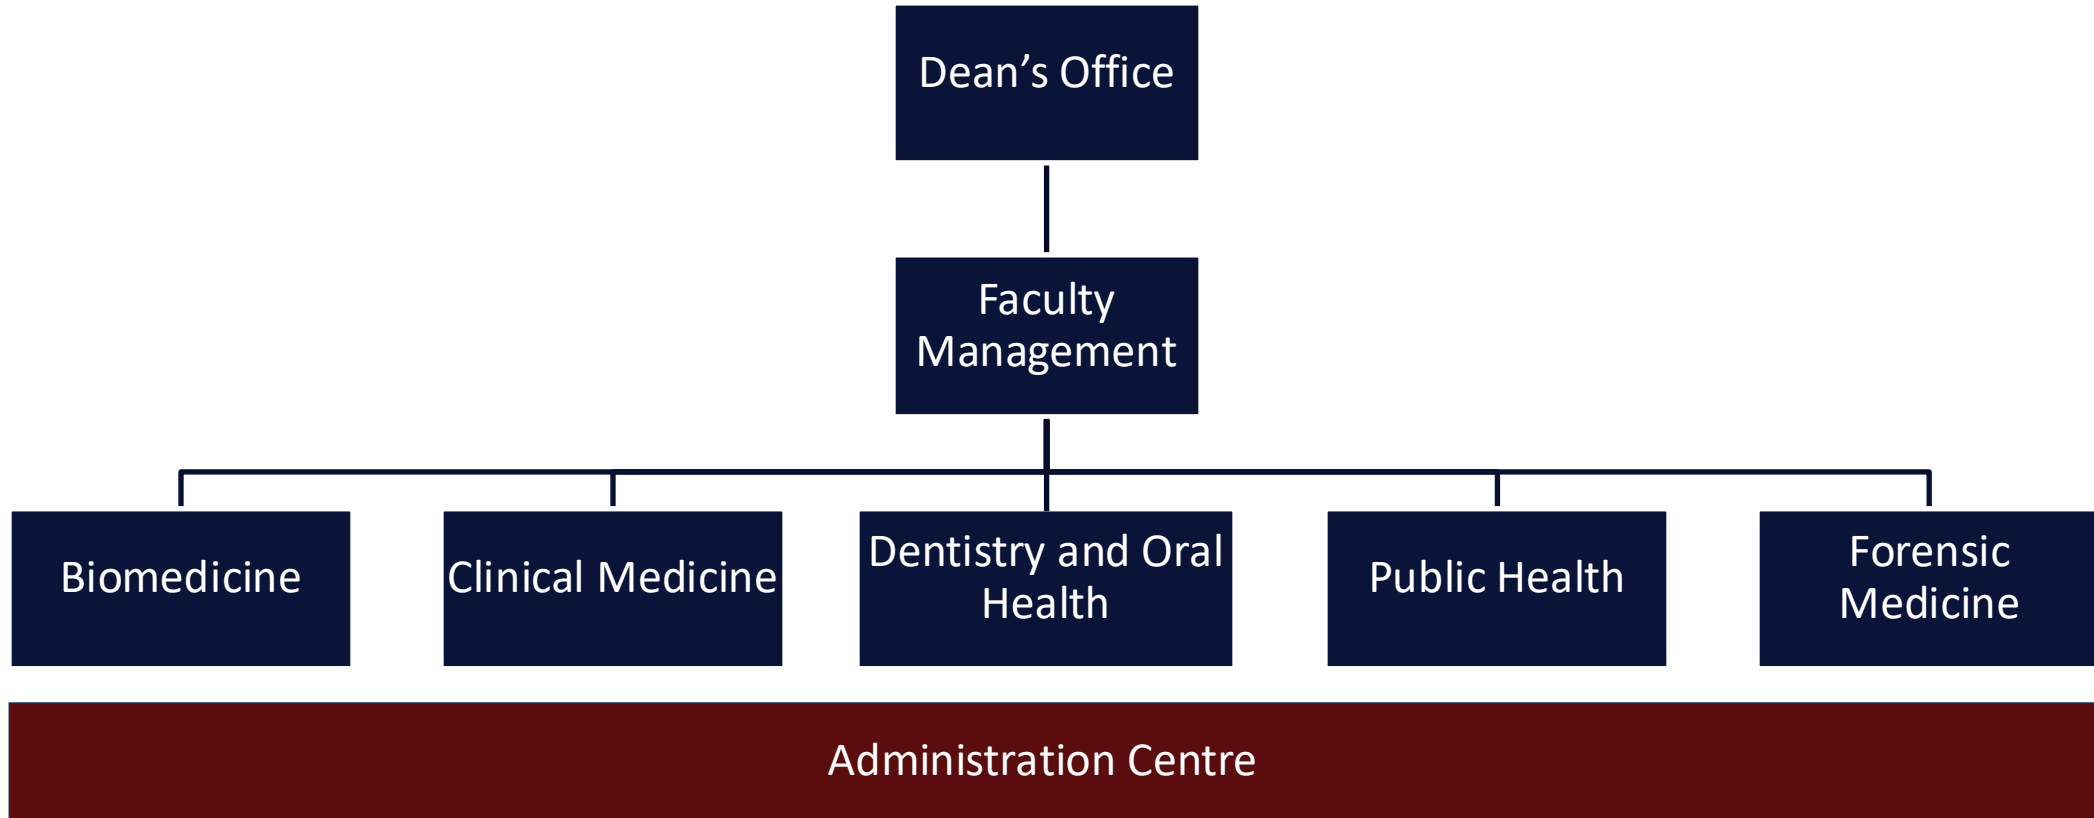 Dean’s Office
Faculty
Management
Biomedicine
Clinical Medicine
Dentistry and Oral
Health
Public Health
Forensic
Medicine
Administration Centre